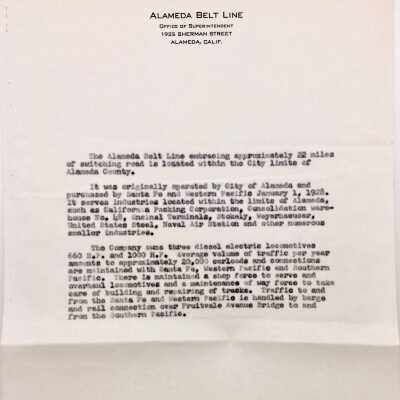 ALAMEDA BELT LINE
OFFICE OF SUPERINTENDENT
1925 SHERMAN STREET
ALAMEDA, CALIF.
The Alameda Belt Line embracing approximately 22 miles
of switching road is located within the City limits of
Alameda County.
It was originally operated by City of Alameda and
purchased by Santa Fe and Western Pacific January 1, 1928.
It serves industries located within the limits of Alameda,
such as California Packing Corporation, Consolidation ware-
house No. 48, Encinal Terminals, Stokely, Weyerhaeuser,
United States Steel, Naval Air Station and other numerous
smaller industries.
The Company owns three diesel electric locomotives
660 H.P. and 1000 H.P. Average volume of traffic per year
amounts to approximately 20,000 carloads and connections
are maintained with Santa Fe, Western Pacific and Southern
Pacific. There is maintained a shop force to serve and
overhaul locomotives and a maintenance of way force to take
care of building and repairing of tracks. Traffic to and
from the Santa Fe and Western Pacific is handled by barge
and rail connection over Fruitvale Avenue Bridge to and
from the Southern Pacific.